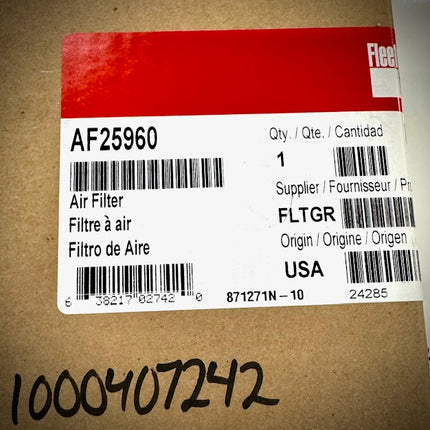 Flee
AF25960
Qty. / Qte. / Cantidad
1
Air Filter
Filtre à air
Filtro de Aire
Supplier / Fournisseur / Pr
FLTGR
Origin / Origine / Origen
USA
6 38217 02742 0
871271N-10
24285
1000407242